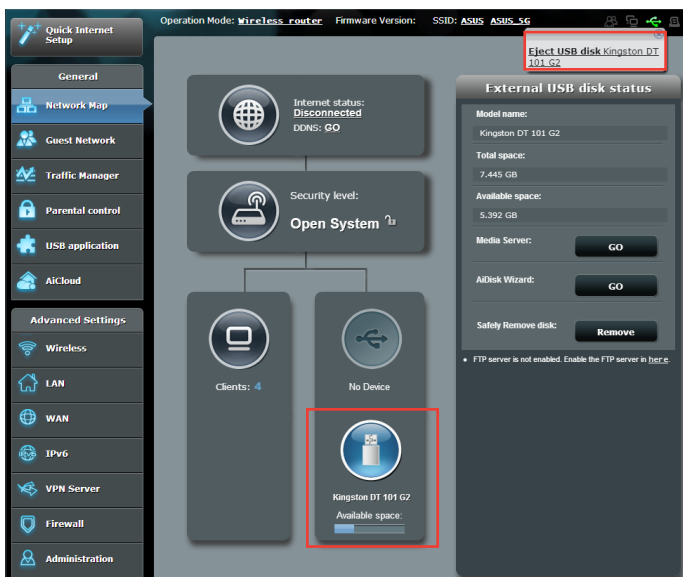 Quick Internet
Setup
Operation Mode: Wireless router Firmware Version: SSID: ASUS ASUS_5G
Eject USB disk Kingston DT
101 G2
General
Network Map
Guest Network
Traffic Manager
Parental control
USB application
AiCloud
Advanced Settings
Wireless
LAN
WAN
IPv6
VPN Server
Firewall
Administration
Internet status:
Disconnected
DDNS: GO
Security level:
Open System
Clients: 4
No Device
Kingston DT 101 G2
Available space:
External USB disk status
Model name:
Kingston DT 101 G2
Total space:
7.445 GB
Available space:
5.392 GB
Media Server: GO
AiDisk Wizard: GO
Safely Remove disk: Remove
• FTP server is not enabled. Enable the FTP server in here.